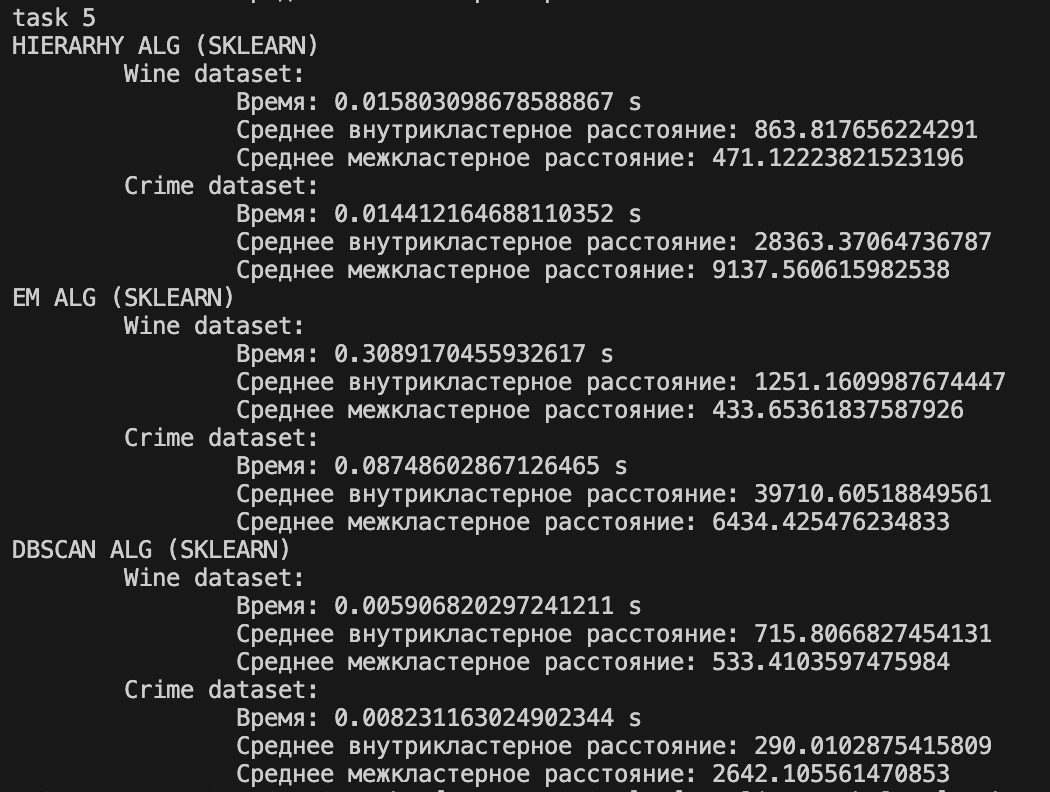 task 5
HIERARHY ALG (SKLEARN)
Wine dataset:
Время: 0.015803098678588867 s
Среднее внутрикластерное расстояние: 863.817656224291
Среднее межкластерное расстояние: 471.12223821523196
Crime dataset:
Время: 0.014412164688110352 s
Среднее внутрикластерное расстояние: 28363.37064736787
Среднее межкластерное расстояние: 9137.560615982538
EM ALG (SKLEARN)
Wine dataset:
Время: 0.3089170455932617 s
Среднее внутрикластерное расстояние: 1251.1609987674447
Среднее межкластерное расстояние: 433.65361837587926
Crime dataset:
Время: 0.08748602867126465 s
Среднее внутрикластерное расстояние: 39710.60518849561
Среднее межкластерное расстояние: 6434.425476234833
DBSCAN ALG (SKLEARN)
Wine dataset:
Время: 0.005906820297241211 s
Среднее внутрикластерное расстояние: 715.8066827454131
Среднее межкластерное расстояние: 533.4103597475984
Crime dataset:
Время: 0.008231163024902344 s
Среднее внутрикластерное расстояние: 290.0102875415809
Среднее межкластерное расстояние: 2642.105561470853